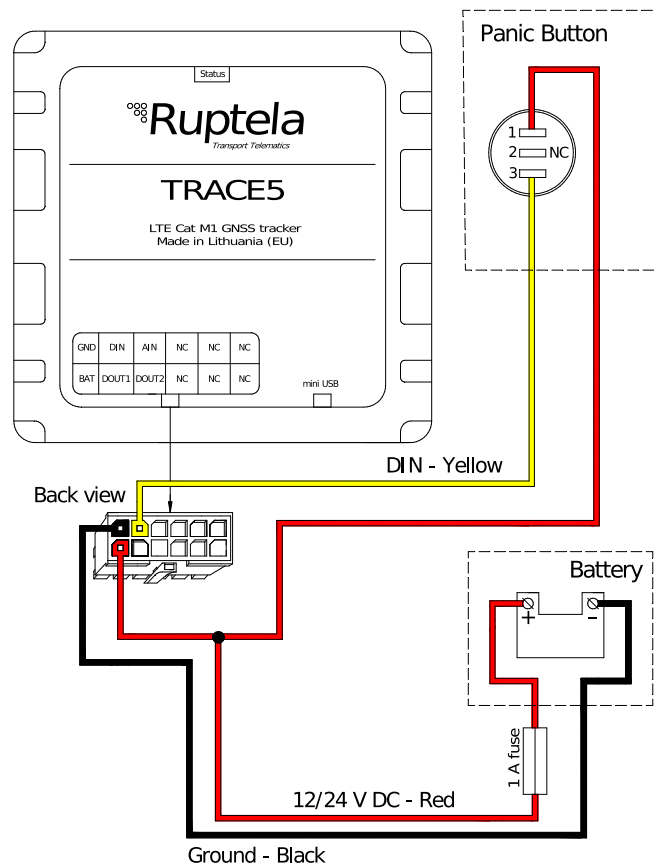 Panic Button
Status
Ruptela
Transport Telematics
1
2 NC
3
TRACE5
LTE Cat M1 GNSS tracker
Made in Lithuania (EU)
GND DIN AIN NC NC NC
BAT DOUT1 DOUT2 NC NC NC
mini USB
DIN - Yellow
Back view
Battery
+ -
1 A fuse
12/24 V DC - Red
Ground - Black